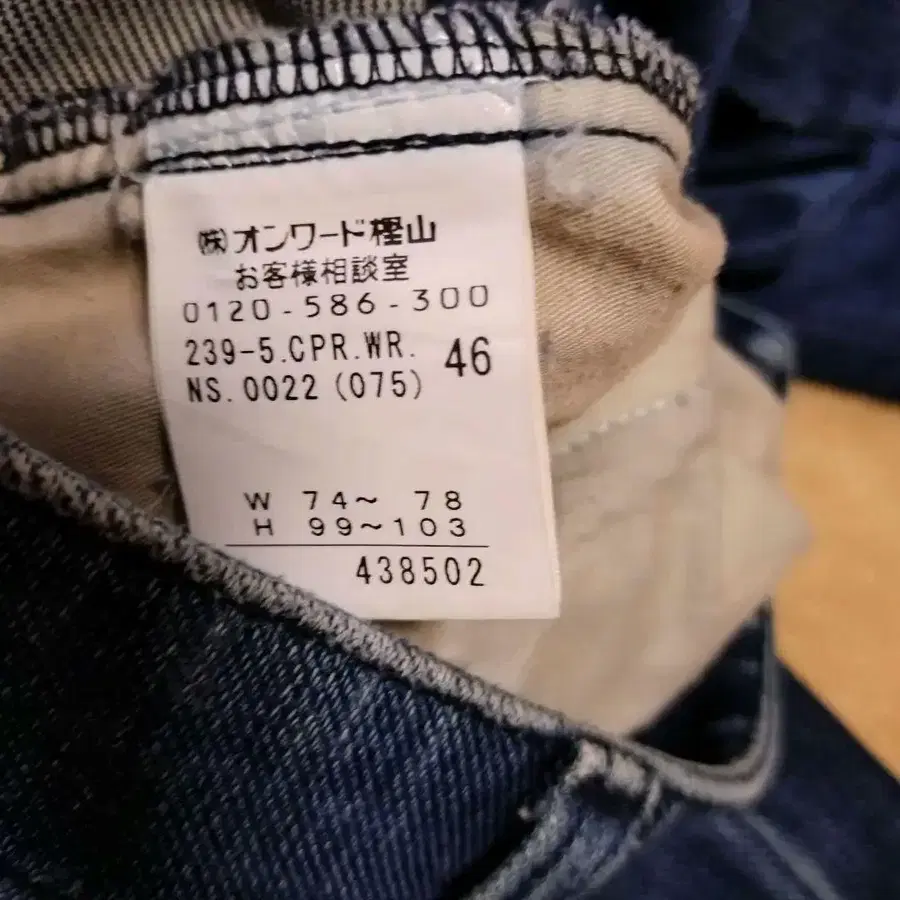 ㈱オンワード樫山
お客様相談室
0120-586-300
239-5.CPR.WR. 46
NS.0022(075)
W 74～ 78
H 99～103
438502